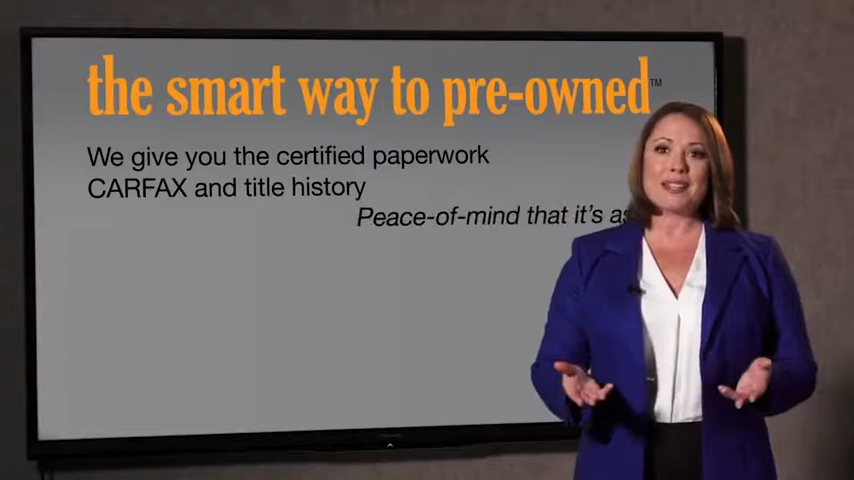 the smart way to pre-owned™
We give you the certified paperwork
CARFAX and title history
Peace-of-mind that it's as